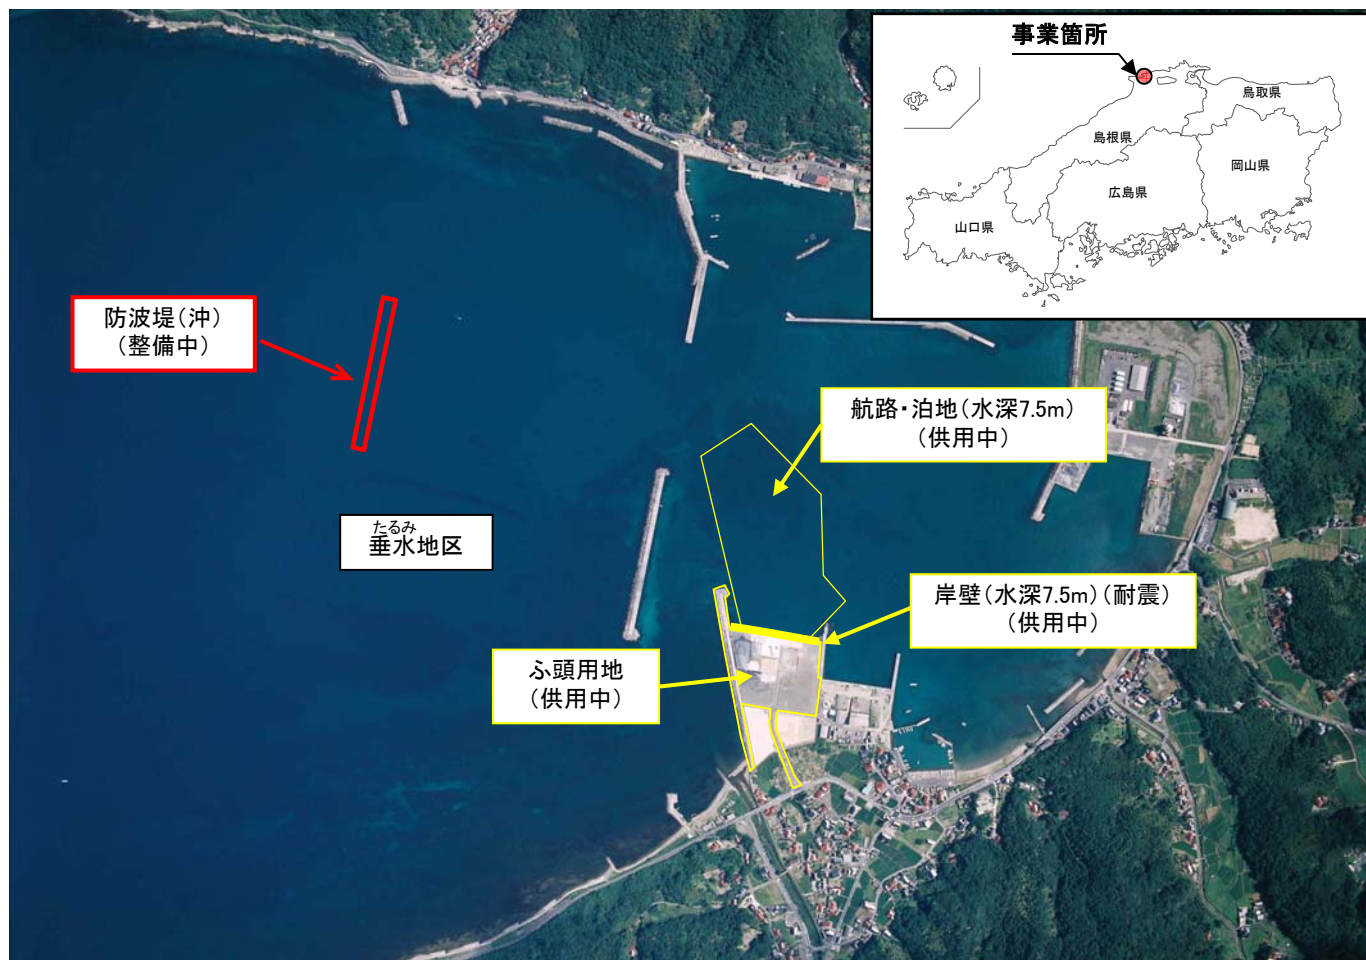 事業箇所
鳥取県
島根県
岡山県
広島県
山口県
防波堤(沖)
(整備中)
航路・泊地(水深7.5m)
(供用中)
たるみ
垂水地区
岸壁(水深7.5m)(耐震)
(供用中)
ふ頭用地
(供用中)